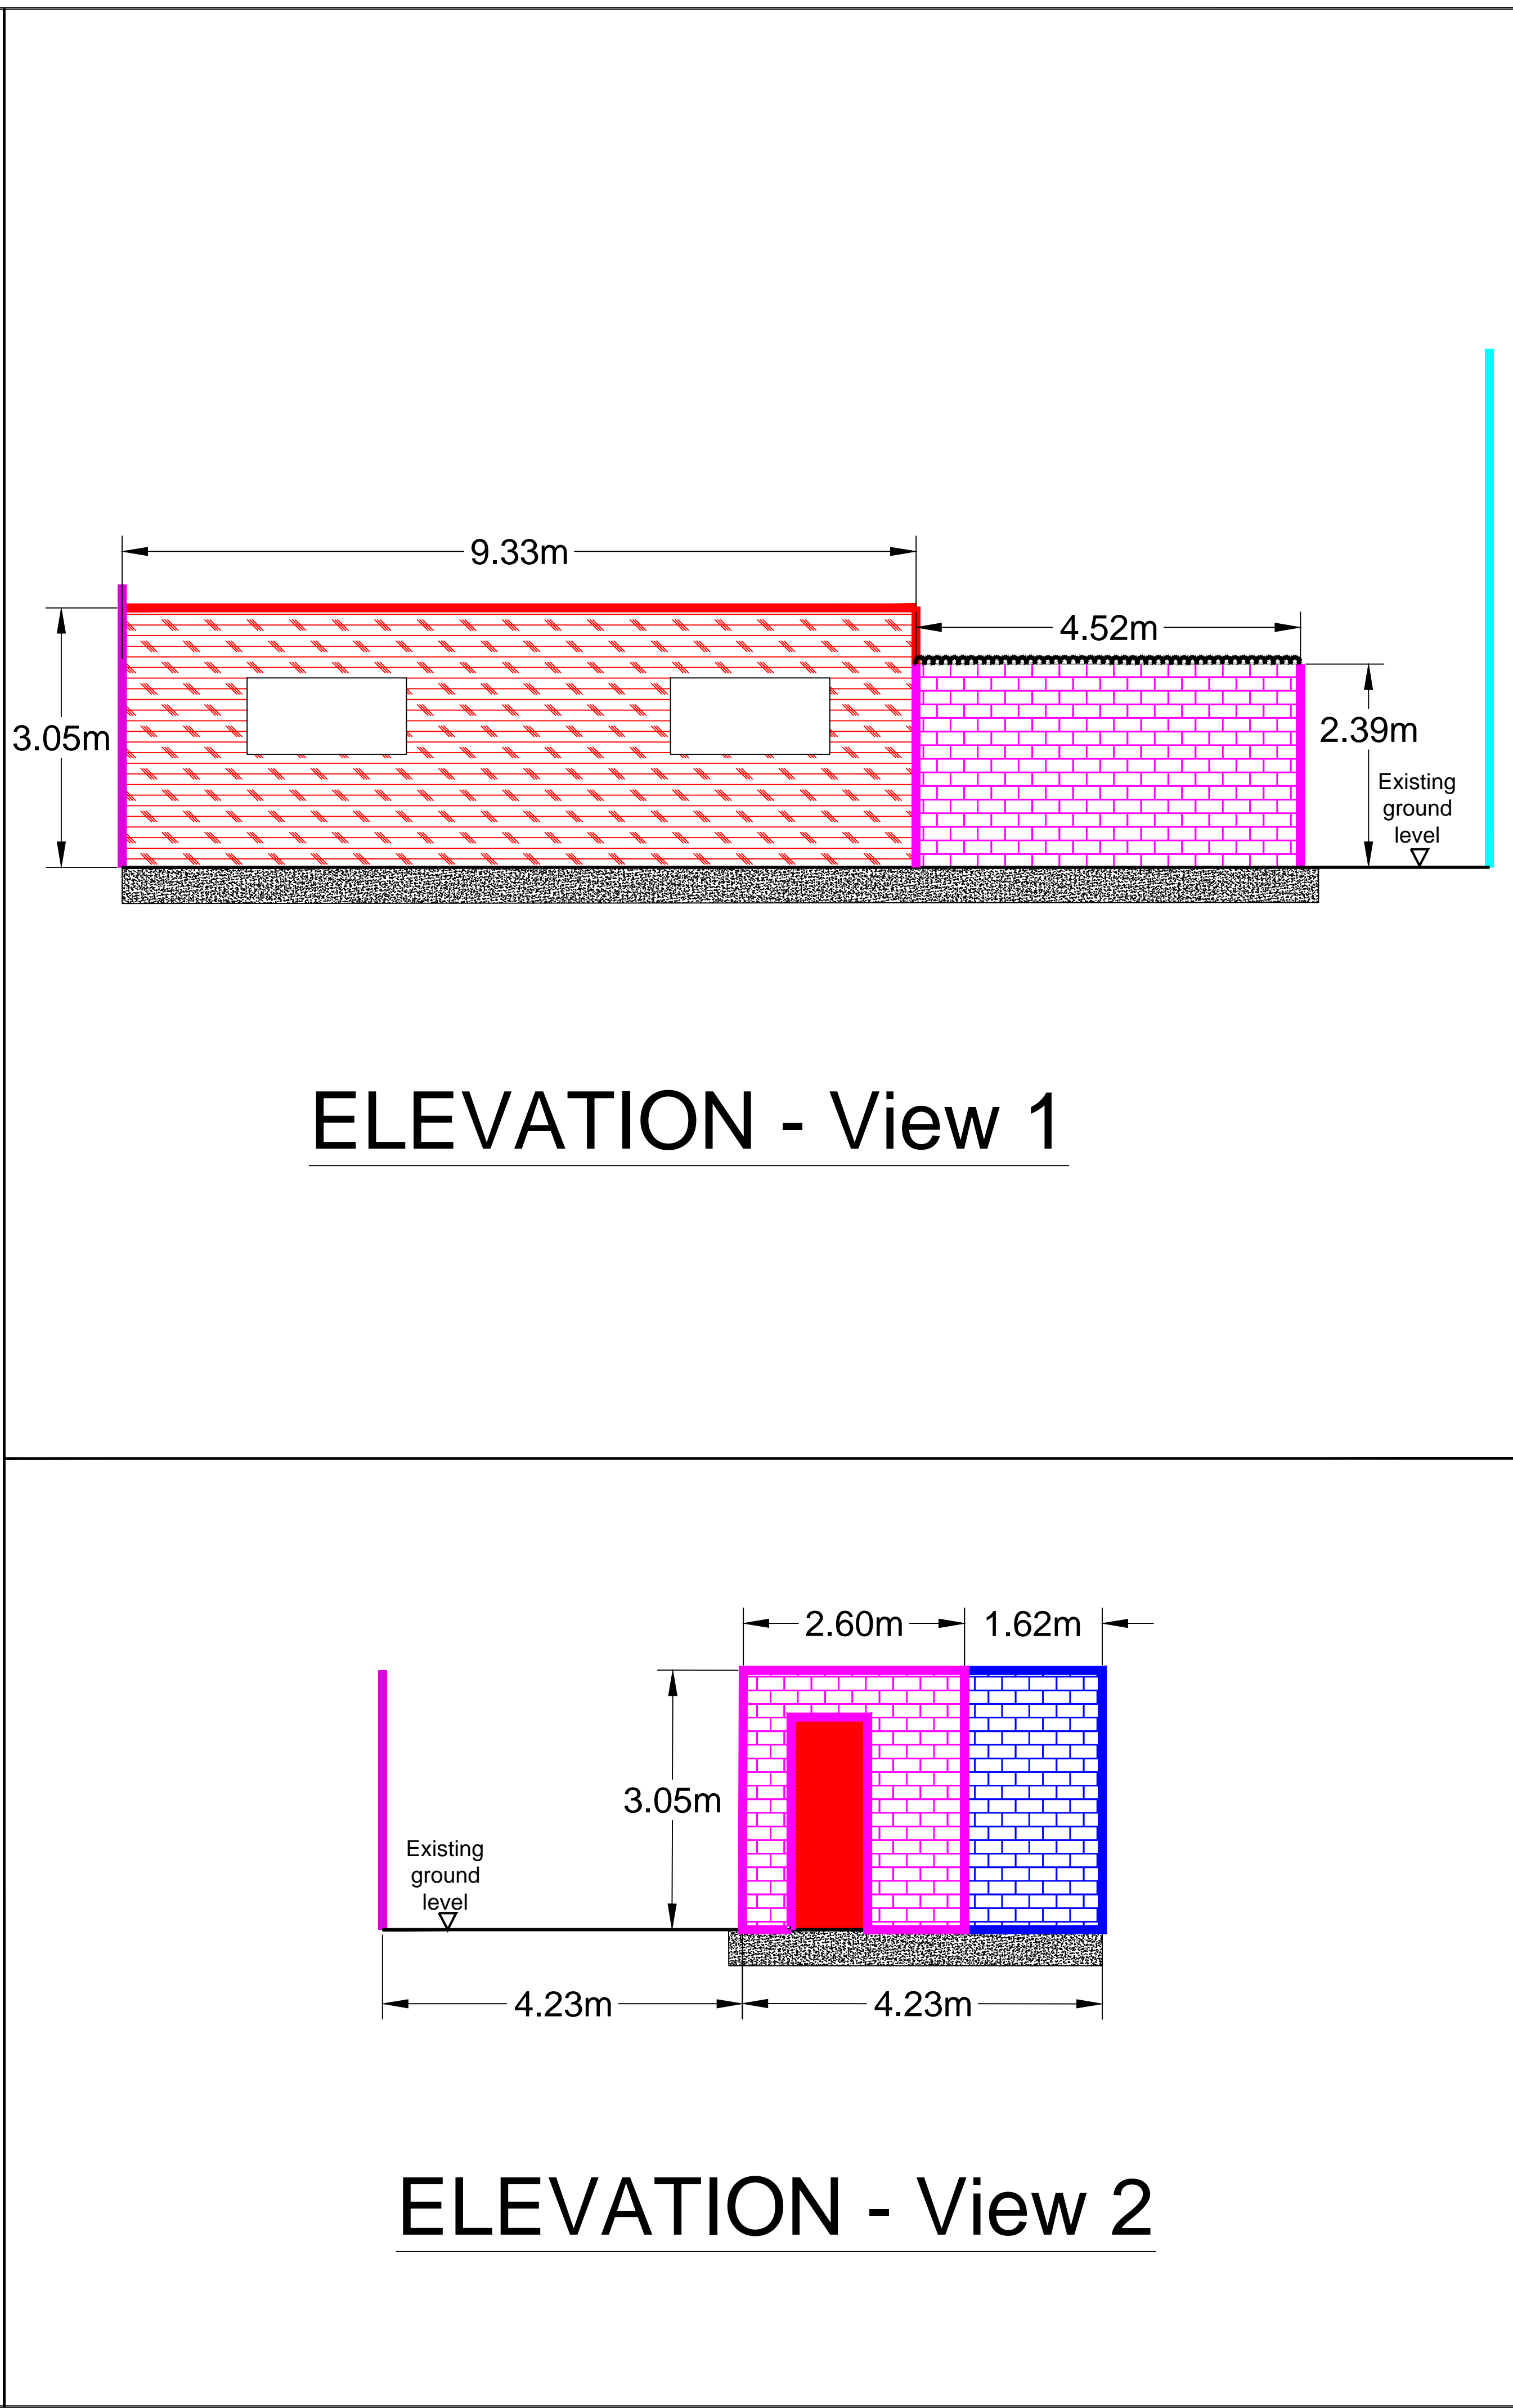 9.33m
4.52m
3.05m
2.39m
Existing
ground
level
ELEVATION - View 1
2.60m
1.62m
3.05m
Existing
ground
level
4.23m
4.23m
ELEVATION - View 2